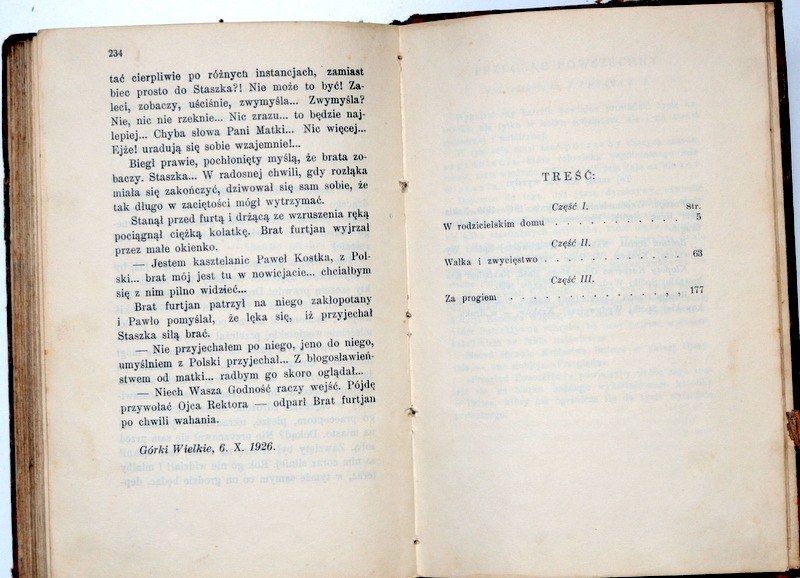 234
tać cierpliwie po różnych instancjach, zamiast
biec prosto do Staszka?! Nie może to być! Za-
leci, zobaczy, uściśnie, zwymyśla... Zwymyśla?
Nie, nic nie rzeknie... Nic zrazu... to będzie naj-
lepiej... Chyba słowa Pani Matki... Nic więcej...
Ejże! uradują się sobie wzajemnie!...
Biegł prawie, pochłonięty myślą, że brata zo-
baczy. Staszka... W radosnej chwili, gdy rozłąka
miała się zakończyć, dziwował się sam sobie, że
tak długo w zaciętości mógł wytrzymać.
Stanął przed furtą i drżącą ze wzruszenia ręką
pociągnął ciężką kołatkę. Brat furtjan wyjrzał
przez małe okienko.
— Jestem kasztelanic Paweł Kostka, z Pol-
ski... brat mój jest tu w nowicjacie... chciałbym
się z nim pilno widzieć...
Brat furtjan patrzył na niego zakłopotany
i Pawło pomyślał, że lęka się, iż przyjechał
Staszka siłą brać.
— Nie przyjechałem po niego, jeno do niego,
umyślniem z Polski przyjechał... Z błogosławień-
stwem od matki... radbym go skoro oglądał...
— Niech Wasza Godność raczy wejść. Pójdę
przywołać Ojca Rektora — odparł Brat furtjan
po chwili wahania.
Górki Wielkie, 6. X. 1926.
TREŚĆ:
Część I. Str.
W rodzicielskim domu . . . . . . . . . . . 5
Część II.
Walka i zwycięstwo . . . . . . . . . . . . 63
Część III.
Za progiem . . . . . . . . . . . . . . 177